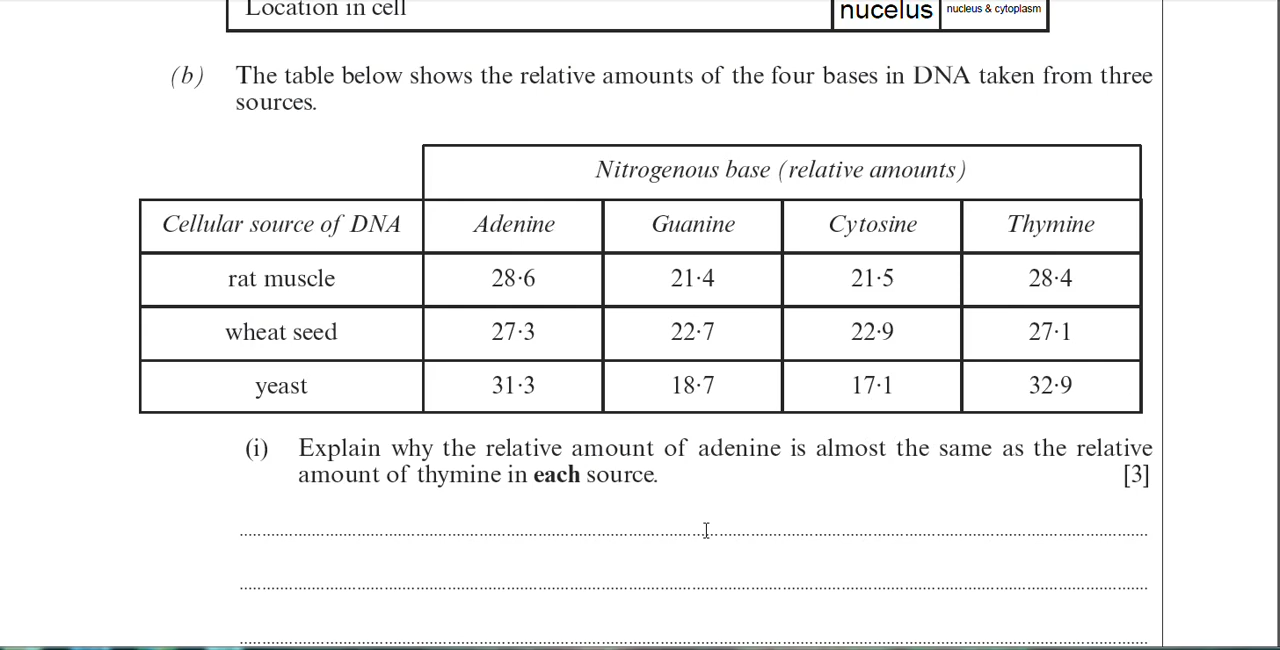 Location in cell
nucelus
nucleus & cytoplasm
(b) The table below shows the relative amounts of the four bases in DNA taken from three
sources.
Nitrogenous base (relative amounts)
Cellular source of DNA Adenine Guanine Cytosine Thymine
rat muscle 28·6 21·4 21·5 28·4
wheat seed 27·3 22·7 22·9 27·1
yeast 31·3 18·7 17·1 32·9
(i) Explain why the relative amount of adenine is almost the same as the relative
amount of thymine in each source. [3]